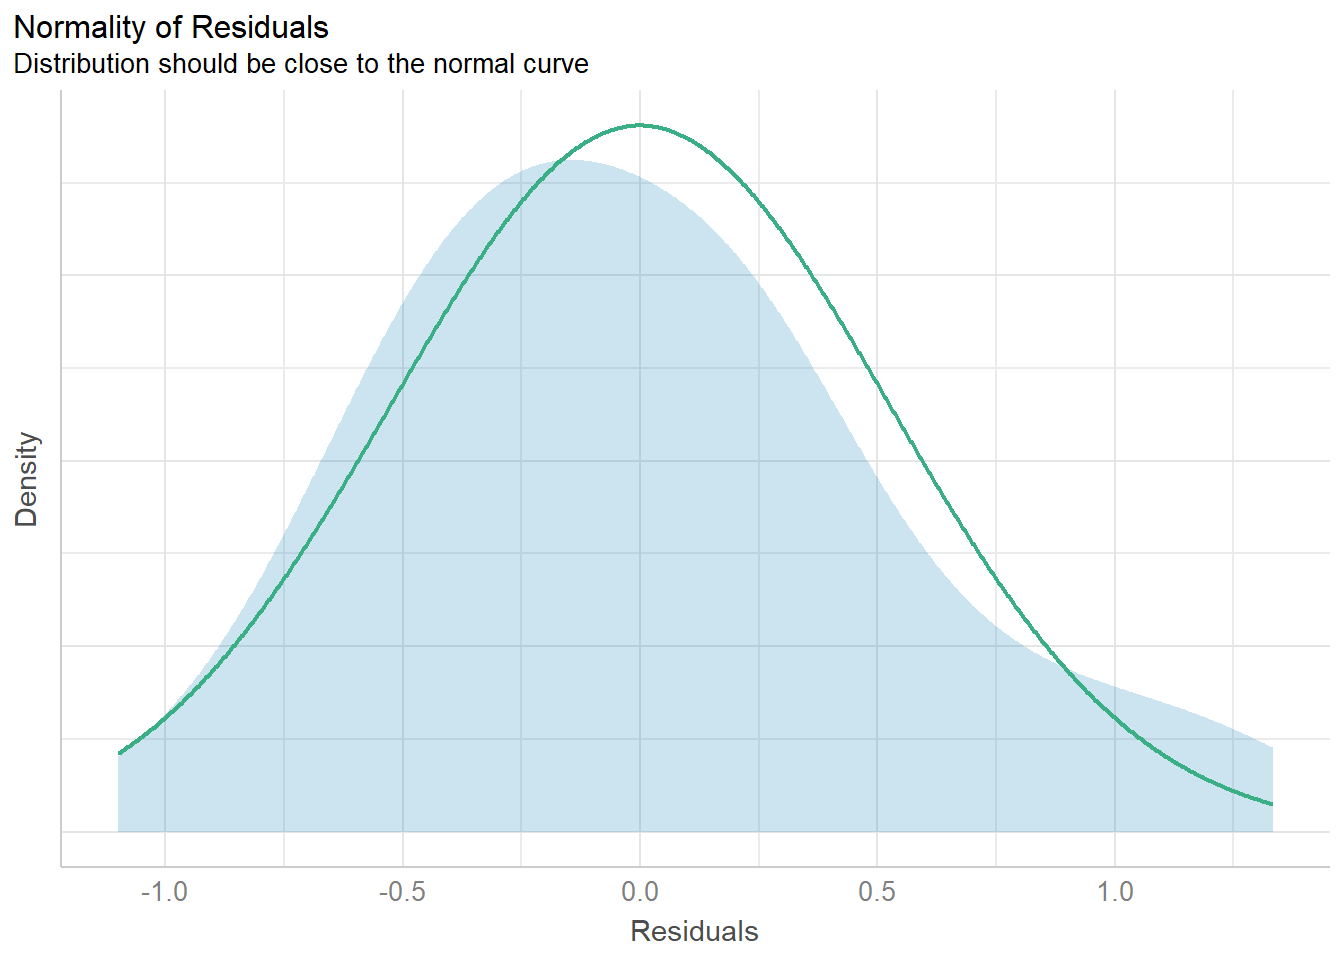 Normality of Residuals
Distribution should be close to the normal curve
Density
-1.0 -0.5 0.0 0.5 1.0
Residuals